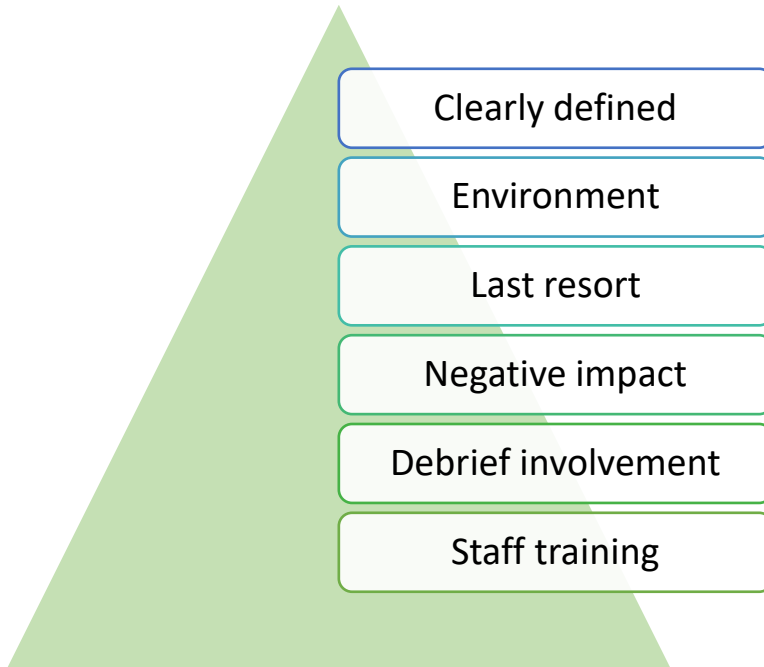 Clearly defined
Environment
Last resort
Negative impact
Debrief involvement
Staff training